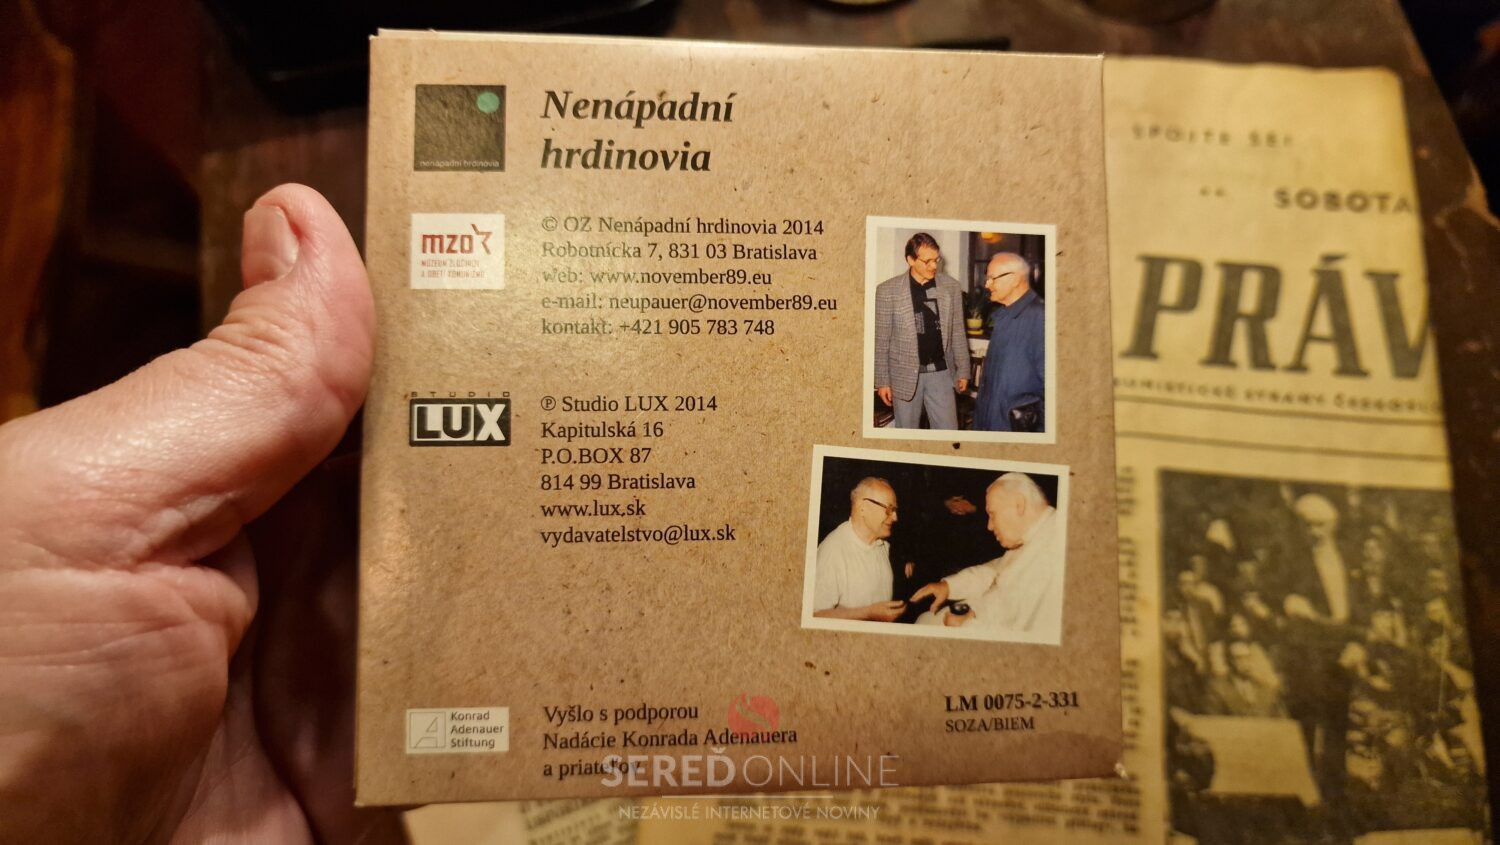 Nenápadní
hrdinovia
nenápadní hrdinovia
mzo
MÚZEUM ZLOČINOV
A OBETÍ KOMUNIZMU
© OZ Nenápadní hrdinovia 2014
Robotnícka 7, 831 03 Bratislava
web: www.november89.eu
e-mail: neupauer@november89.eu
kontakt: +421 905 783 748
STUDIO
LUX
℗ Studio LUX 2014
Kapitulská 16
P.O.BOX 87
814 99 Bratislava
www.lux.sk
vydavatelstvo@lux.sk
Konrad
Adenauer
Stiftung
Vyšlo s podporou
Nadácie Konrada Adenauera
a priateľov
LM 0075-2-331
SOZA/BIEM
SPOJTE SE!
SOBOTA
PRÁV
SEREĎONLINE
NEZÁVISLÉ INTERNETOVÉ NOVINY